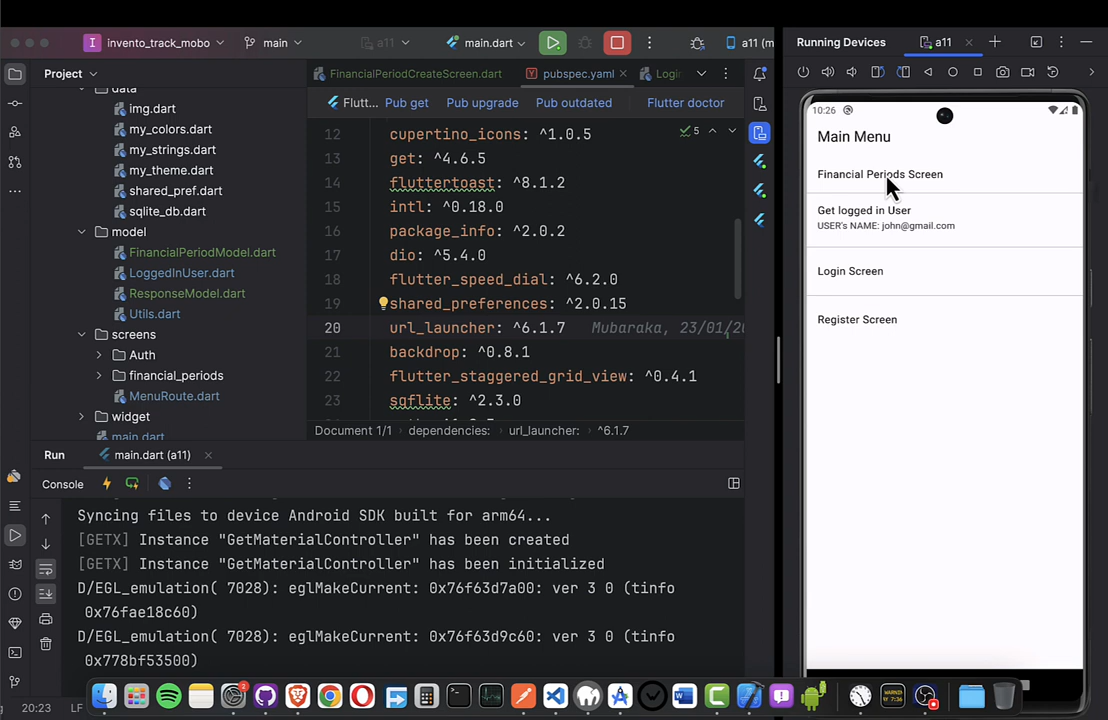 invento_track_mobo
main
a11
main.dart
a11 (m
Running Devices
a11
Project
FinancialPeriodCreateScreen.dart
pubspec.yaml
Logi
Flutt...
Pub get
Pub upgrade
Pub outdated
Flutter doctor
data
img.dart
my_colors.dart
my_strings.dart
my_theme.dart
shared_pref.dart
sqlite_db.dart
model
FinancialPeriodModel.dart
LoggedInUser.dart
ResponseModel.dart
Utils.dart
screens
Auth
financial_periods
MenuRoute.dart
widget
main.dart
12 cupertino_icons: ^1.0.5
5
13 get: ^4.6.5
14 fluttertoast: ^8.1.2
15 intl: ^0.18.0
16 package_info: ^2.0.2
17 dio: ^5.4.0
18 flutter_speed_dial: ^6.2.0
19 shared_preferences: ^2.0.15
20 url_launcher: ^6.1.7 Mubaraka, 23/01/20
21 backdrop: ^0.8.1
22 flutter_staggered_grid_view: ^0.4.1
23 sqflite: ^2.3.0
Document 1/1 › dependencies: › url_launcher: › ^6.1.7
10:26
Main Menu
Financial Periods Screen
Get logged in User
USER's NAME: john@gmail.com
Login Screen
Register Screen
Run
main.dart (a11)
Console
Syncing files to device Android SDK built for arm64...
[GETX] Instance "GetMaterialController" has been created
[GETX] Instance "GetMaterialController" has been initialized
D/EGL_emulation( 7028): eglMakeCurrent: 0x76f63d7a00: ver 3 0 (tinfo
0x76fae18c60)
D/EGL_emulation( 7028): eglMakeCurrent: 0x76f63d9c60: ver 3 0 (tinfo
0x778bf53500)
2
20:23
LF